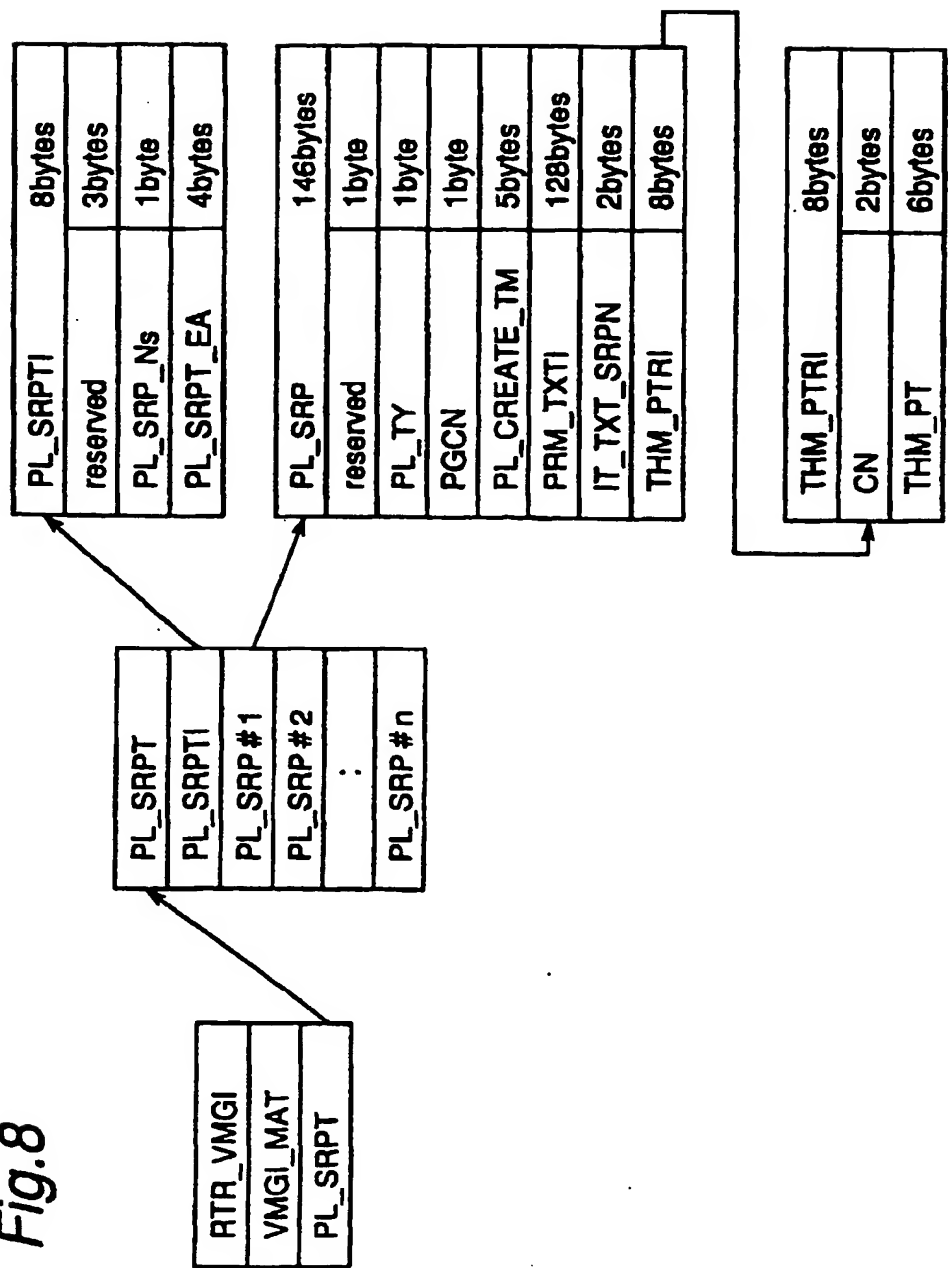 Fig.8
RTR_VMGI
VMGI_MAT
PL_SRPT
PL_SRPT
PL_SRPTI
PL_SRP#1
PL_SRP#2
:
PL_SRP#n
PL_SRPTI 8bytes
reserved 3bytes
PL_SRP_Ns 1byte
PL_SRPT_EA 4bytes
PL_SRP 146bytes
reserved 1byte
PL_TY 1byte
PGCN 1byte
PL_CREATE_TM 5bytes
PRM_TXTI 128bytes
IT_TXT_SRPN 2bytes
THM_PTRI 8bytes
THM_PTRI 8bytes
CN 2bytes
THM_PT 6bytes